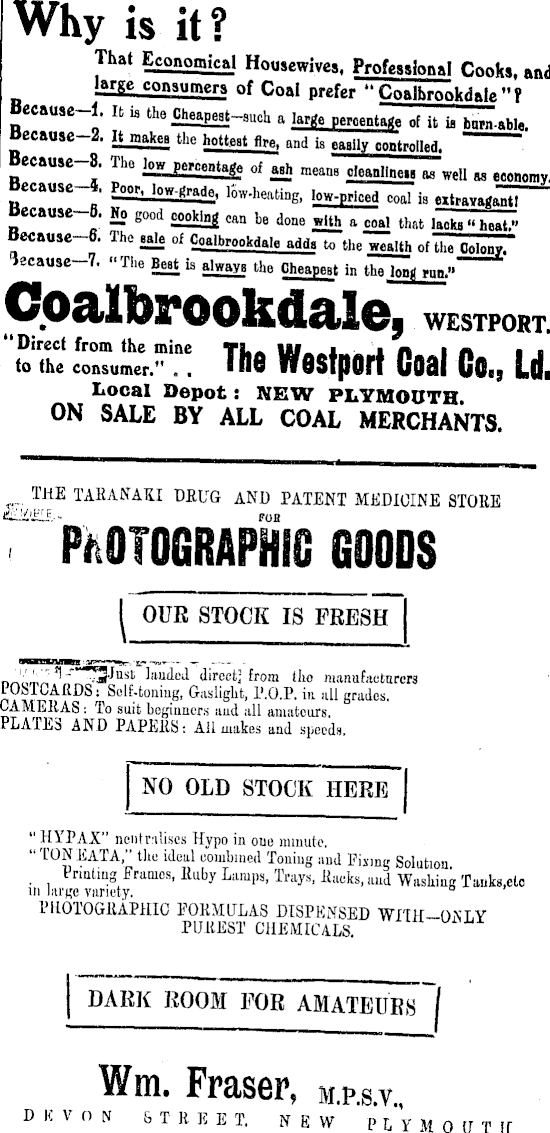 Why is it?
That Economical Housewives, Professional Cooks, and
large consumers of Coal prefer "Coalbrookdale"?
Because—1. It is the Cheapest—such a large percentage of it is burn-able.
Because—2. It makes the hottest fire, and is easily controlled.
Because—3. The low percentage of ash means cleanliness as well as economy.
Because—4. Poor, low-grade, low-heating, low-priced coal is extravagant!
Because—5. No good cooking can be done with a coal that lacks "heat."
Because—6. The sale of Coalbrookdale adds to the wealth of the Colony.
Because—7. "The Best is always the Cheapest in the long run."
Coalbrookdale, WESTPORT.
"Direct from the mine
to the consumer." . .
The Westport Coal Co., Ld.
Local Depot: NEW PLYMOUTH.
ON SALE BY ALL COAL MERCHANTS.
THE TARANAKI DRUG AND PATENT MEDICINE STORE
FOR
PHOTOGRAPHIC GOODS
OUR STOCK IS FRESH
Just landed direct from the manufacturers
POSTCARDS: Self-toning, Gaslight, P.O.P. in all grades.
CAMERAS: To suit beginners and all amateurs.
PLATES AND PAPERS: All makes and speeds.
NO OLD STOCK HERE
"HYPAX" neutralises Hypo in one minute.
"TONEATA," the ideal combined Toning and Fixing Solution.
Printing Frames, Ruby Lamps, Trays, Racks, and Washing Tanks, etc
in large variety.
PHOTOGRAPHIC FORMULAS DISPENSED WITH—ONLY
PUREST CHEMICALS.
DARK ROOM FOR AMATEURS
Wm. Fraser, M.P.S.V.,
DEVON STREET, NEW PLYMOUTH